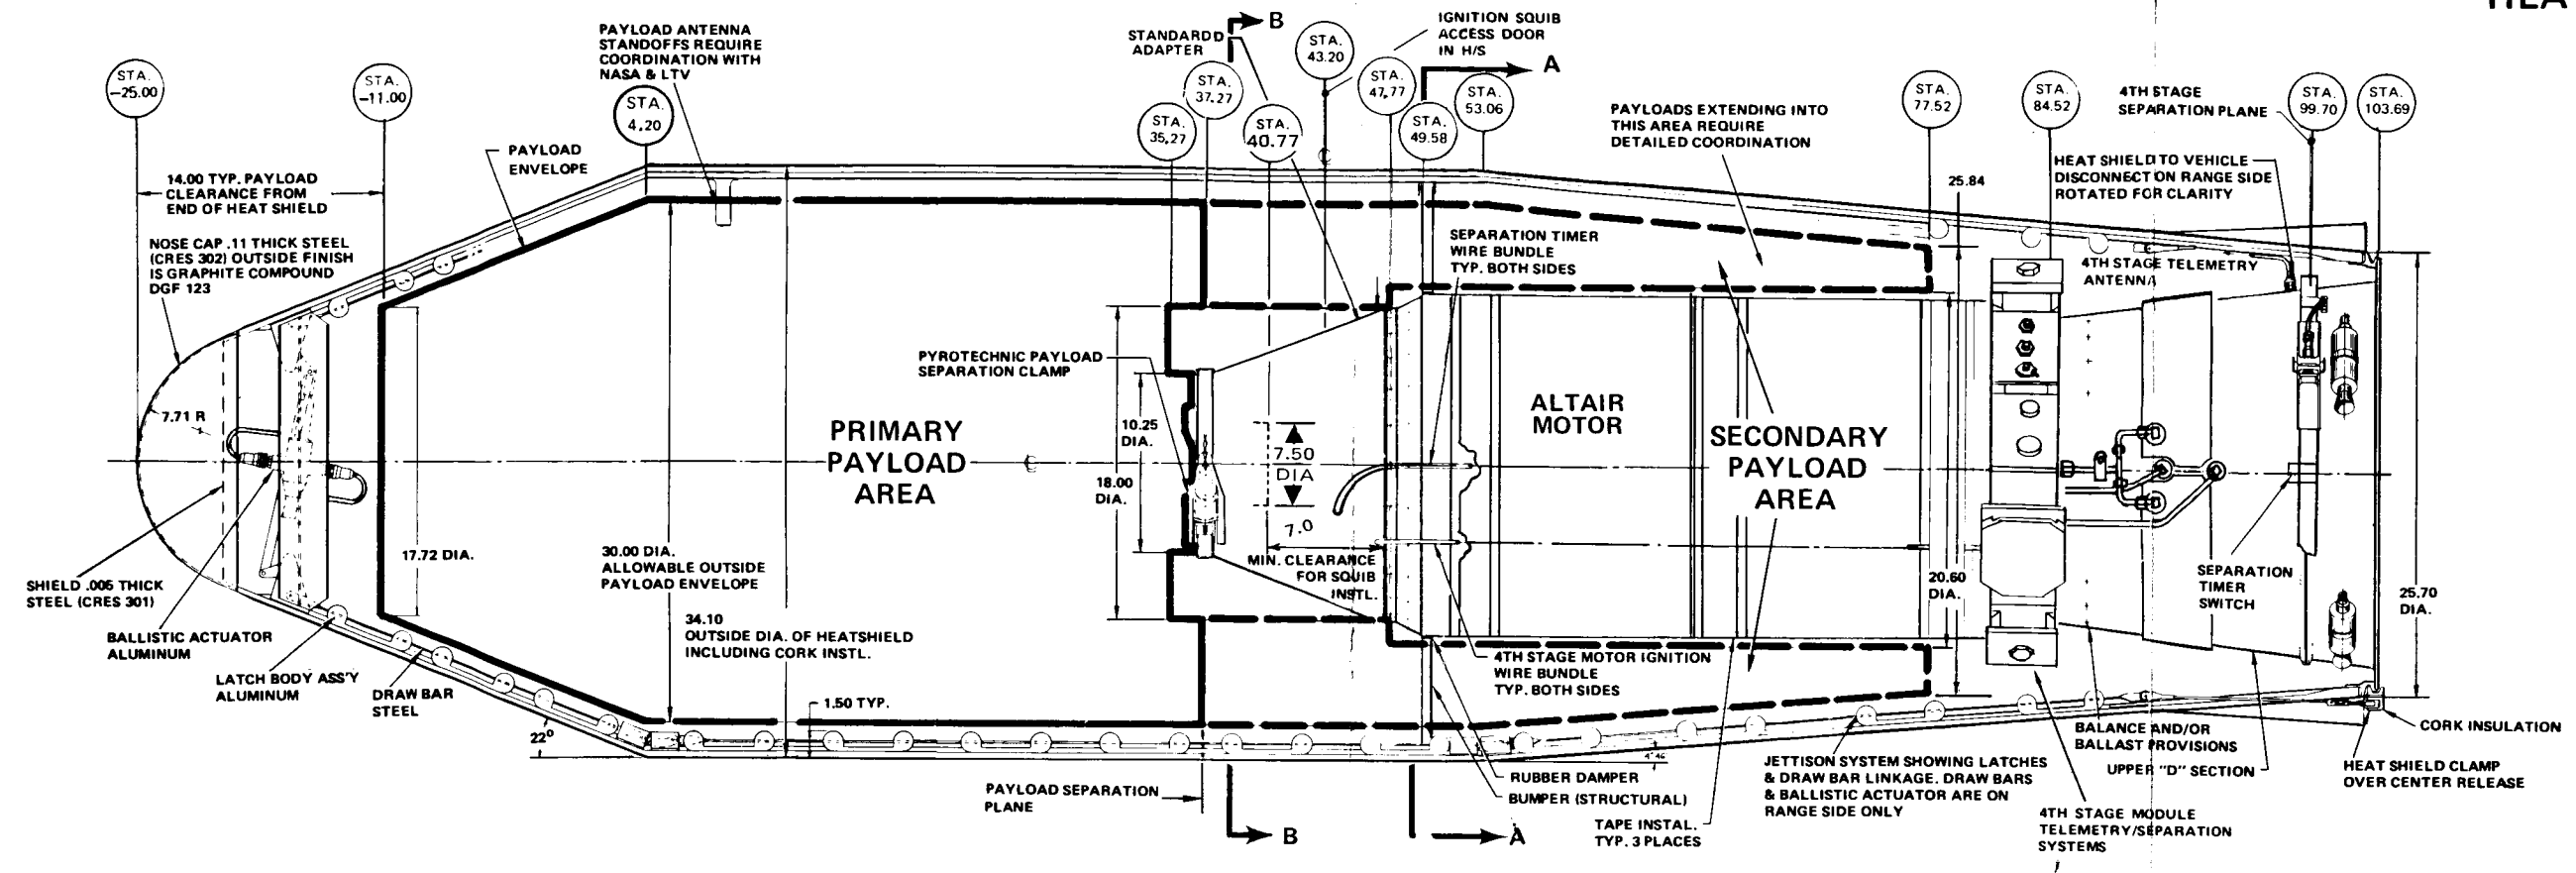 B
PAYLOAD ANTENNA
STANDOFFS REQUIRE
COORDINATION WITH
NASA & LTV
STANDARD D
ADAPTER
STA.
43.20
IGNITION SQUIB
ACCESS DOOR
IN H/S
A
STA.
-25.00
STA.
-11.00
STA.
4.20
STA.
35.27
STA.
37.27
STA.
40.77
STA.
47.77
STA.
49.58
STA.
53.06
PAYLOADS EXTENDING INTO
THIS AREA REQUIRE
DETAILED COORDINATION
STA.
77.52
STA.
84.52
4TH STAGE
SEPARATION PLANE
STA.
99.70
STA.
103.69
PAYLOAD
ENVELOPE
14.00 TYP. PAYLOAD
CLEARANCE FROM
END OF HEAT SHIELD
NOSE CAP .11 THICK STEEL
(CRES 302) OUTSIDE FINISH
IS GRAPHITE COMPOUND
DGF 123
HEAT SHIELD TO VEHICLE
DISCONNECT ON RANGE SIDE
ROTATED FOR CLARITY
25.84
SEPARATION TIMER
WIRE BUNDLE
TYP. BOTH SIDES
4TH STAGE TELEMETRY
ANTENNA
PYROTECHNIC PAYLOAD
SEPARATION CLAMP
7.71 R
PRIMARY
PAYLOAD
AREA
10.25
DIA.
18.00
DIA.
7.50
DIA
7.0
MIN. CLEARANCE
FOR SQUIB
INSTL.
ALTAIR
MOTOR
SECONDARY
PAYLOAD
AREA
17.72 DIA.
30.00 DIA.
ALLOWABLE OUTSIDE
PAYLOAD ENVELOPE
34.10
OUTSIDE DIA. OF HEATSHIELD
INCLUDING CORK INSTL.
20.60
DIA.
SEPARATION
TIMER
SWITCH
25.70
DIA.
SHIELD .005 THICK
STEEL (CRES 301)
BALLISTIC ACTUATOR
ALUMINUM
LATCH BODY ASS'Y
ALUMINUM
DRAW BAR
STEEL
22°
1.50 TYP.
4TH STAGE MOTOR IGNITION
WIRE BUNDLE
TYP. BOTH SIDES
PAYLOAD SEPARATION
PLANE
B
RUBBER DAMPER
BUMPER (STRUCTURAL)
A
TAPE INSTAL.
TYP. 3 PLACES
JETTISON SYSTEM SHOWING LATCHES
& DRAW BAR LINKAGE. DRAW BARS
& BALLISTIC ACTUATOR ARE ON
RANGE SIDE ONLY
BALANCE AND/OR
BALLAST PROVISIONS
UPPER "D" SECTION
4TH STAGE MODULE
TELEMETRY/SEPARATION
SYSTEMS
CORK INSULATION
HEAT SHIELD CLAMP
OVER CENTER RELEASE